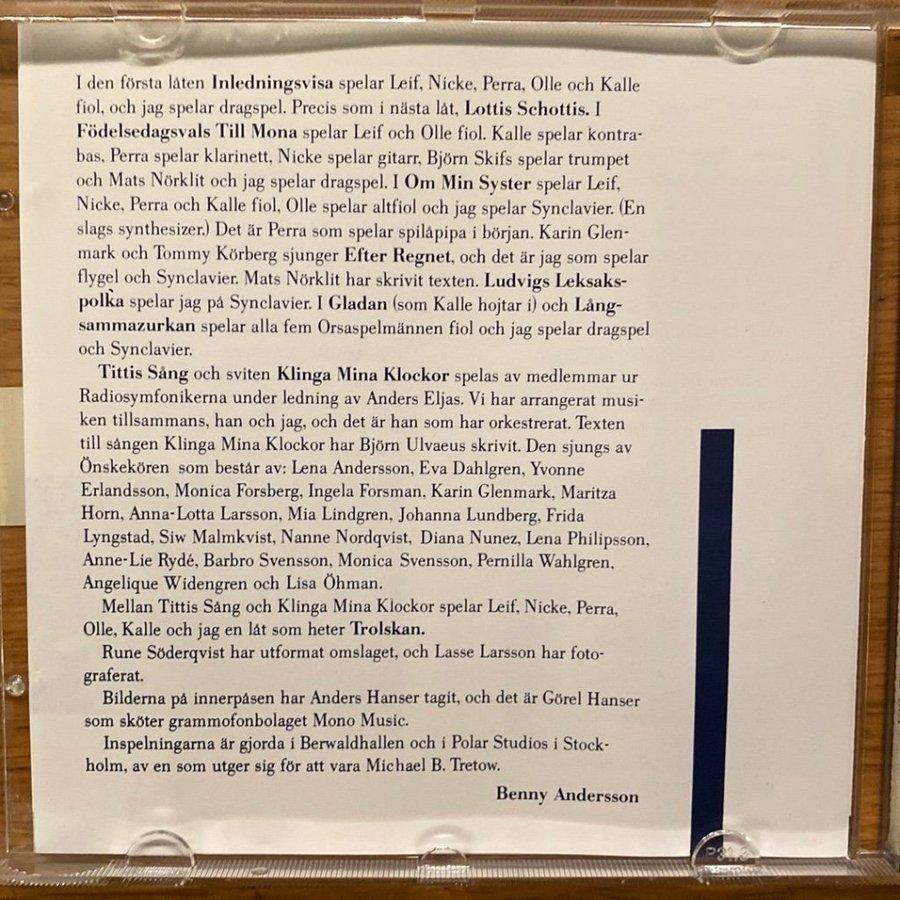 I den första låten Inledningsvisa spelar Leif, Nicke, Perra, Olle och Kalle
fiol, och jag spelar dragspel. Precis som i nästa låt, Lottis Schottis. I
Födelsedagsvals Till Mona spelar Leif och Olle fiol. Kalle spelar kontra-
bas, Perra spelar klarinett, Nicke spelar gitarr, Björn Skifs spelar trumpet
och Mats Nörklit och jag spelar dragspel. I Om Min Syster spelar Leif,
Nicke, Perra och Kalle fiol, Olle spelar altfiol och jag spelar Synclavier. (En
slags synthesizer.) Det är Perra som spelar spilåpipa i början. Karin Glen-
mark och Tommy Körberg sjunger Efter Regnet, och det är jag som spelar
flygel och Synclavier. Mats Nörklit har skrivit texten. Ludvigs Leksaks-
polka spelar jag på Synclavier. I Gladan (som Kalle hojtar i) och Lång-
sammazurkan spelar alla fem Orsaspelmännen fiol och jag spelar dragspel
och Synclavier.
Tittis Sång och sviten Klinga Mina Klockor spelas av medlemmar ur
Radiosymfonikerna under ledning av Anders Eljas. Vi har arrangerat musi-
ken tillsammans, han och jag, och det är han som har orkestrerat. Texten
till sången Klinga Mina Klockor har Björn Ulvaeus skrivit. Den sjungs av
Önskekören som består av: Lena Andersson, Eva Dahlgren, Yvonne
Erlandsson, Monica Forsberg, Ingela Forsman, Karin Glenmark, Maritza
Horn, Anna-Lotta Larsson, Mia Lindgren, Johanna Lundberg, Frida
Lyngstad, Siw Malmkvist, Nanne Nordqvist, Diana Nunez, Lena Philipsson,
Anne-Lie Rydé, Barbro Svensson, Monica Svensson, Pernilla Wahlgren,
Angelique Widengren och Lisa Öhman.
Mellan Tittis Sång och Klinga Mina Klockor spelar Leif, Nicke, Perra,
Olle, Kalle och jag en låt som heter Trolskan.
Rune Söderqvist har utformat omslaget, och Lasse Larsson har foto-
graferat.
Bilderna på innerpåsen har Anders Hanser tagit, och det är Görel Hanser
som sköter grammofonbolaget Mono Music.
Inspelningarna är gjorda i Berwaldhallen och i Polar Studios i Stock-
holm, av en som utger sig för att vara Michael B. Tretow.
Benny Andersson